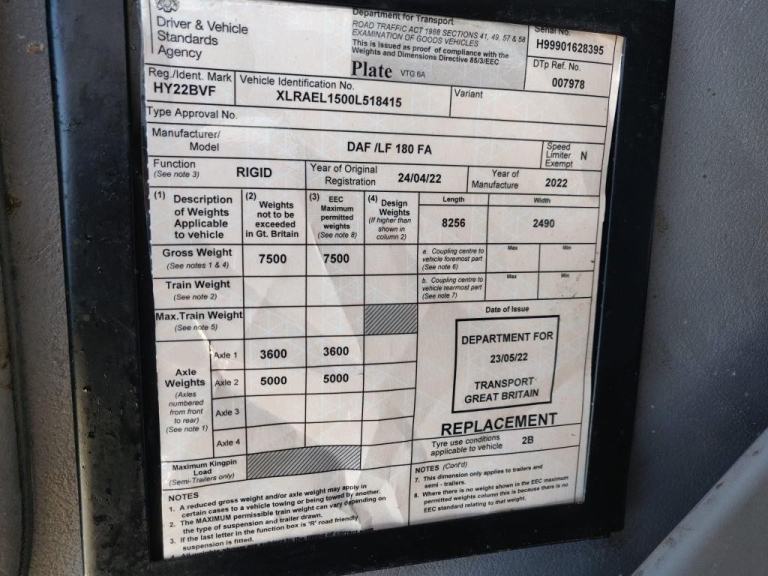 Driver & Vehicle
Standards
Agency
Department for Transport
ROAD TRAFFIC ACT 1988 SECTIONS 41, 49, 57 & 58
EXAMINATION OF GOODS VEHICLES
This is issued as proof of compliance with the
Weights and Dimensions Directive 85/3/EEC
Plate VTG 6A
Serial No.
H99901628395
DTp Ref. No.
007978
Reg./Ident. Mark
HY22BVF
Vehicle Identification No.
XLRAEL1500L518415
Variant
Type Approval No.
Manufacturer/
Model
DAF /LF 180 FA
Speed
Limiter
Exempt
N
Function
(See note 3)
RIGID
Year of Original
Registration
24/04/22
Year of
Manufacture
2022
(1) Description
of Weights
Applicable
to vehicle
(2) Weights
not to be
exceeded
in Gt. Britain
(3) EEC
Maximum
permitted
weights
(See note 8)
(4) Design
Weights
(If higher than
shown in
column 2)
Length
Width
8256
2490
Gross Weight
(See notes 1 & 4)
7500
7500
a. Coupling centre to
vehicle foremost part
(See note 6)
Max
Min
Train Weight
(See note 2)
b. Coupling centre to
vehicle rearmost part
(See note 7)
Max
Min
Max.Train Weight
(See note 5)
Axle
Weights
(Axles
numbered
from front
to rear)
(See note 1)
Axle 1
3600
3600
Axle 2
5000
5000
Axle 3
Axle 4
Date of Issue
DEPARTMENT FOR
23/05/22
TRANSPORT
GREAT BRITAIN
REPLACEMENT
Tyre use conditions
applicable to vehicle
2B
Maximum Kingpin
Load
(Semi-Trailers only)
NOTES
1. A reduced gross weight and/or axle weight may apply in
certain cases to a vehicle towing or being towed by another.
2. The MAXIMUM permissible train weight can vary depending on
the type of suspension and trailer drawn.
3. If the last letter in the function box is 'R' road friendly
suspension is fitted.
NOTES (Cont'd)
7. This dimension only applies to trailers and
semi - trailers.
8. Where there is no weight shown in the EEC maximum
permitted weights column this is because there is no
EEC standard relating to that weight.